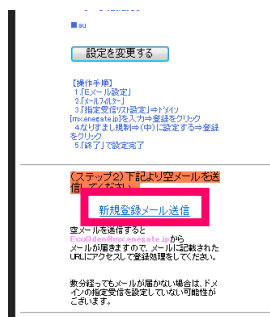 ■au
設定を変更する
【操作手順】
1.「Eメール設定」
2.「メールフィルター」
3.「指定受信リスト設定」⇒ドメイン
[mx.enegate.jp]を入力⇒登録をクリック
4.なりすまし規制⇒(中)に設定する⇒登録
をクリック
5.「終了」で設定完了
(ステップ2)下記より空メールを送
信してください
新規登録メール送信
空メールを送信すると
EcoOden@mx.enegate.jpから
メールが届きますので、メールに記載された
URLにアクセスして登録処理をしてください。
数分経ってもメールが届かない場合は、ドメ
インの指定受信を設定していない可能性が
ございます。